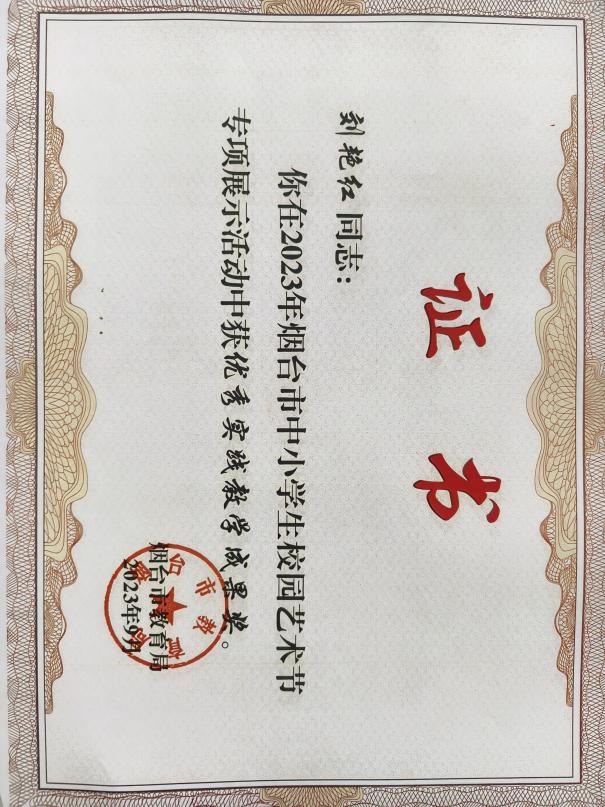 证书
刘艳红 同志：
你在2023年烟台市中小学生校园艺术节
专项展示活动中获优秀实践教学成果奖。
烟台市教育局
2023年9月